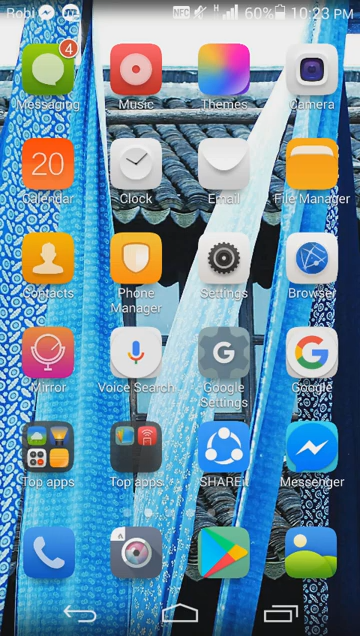 Robi NFC H 60% 10:23 PM
4
Messaging Music Themes Camera
20
Calendar Clock Email File Manager
Contacts Phone Manager Settings Browser
G G
Mirror Voice Search Google Settings Google
Top apps Top apps SHAREit Messenger